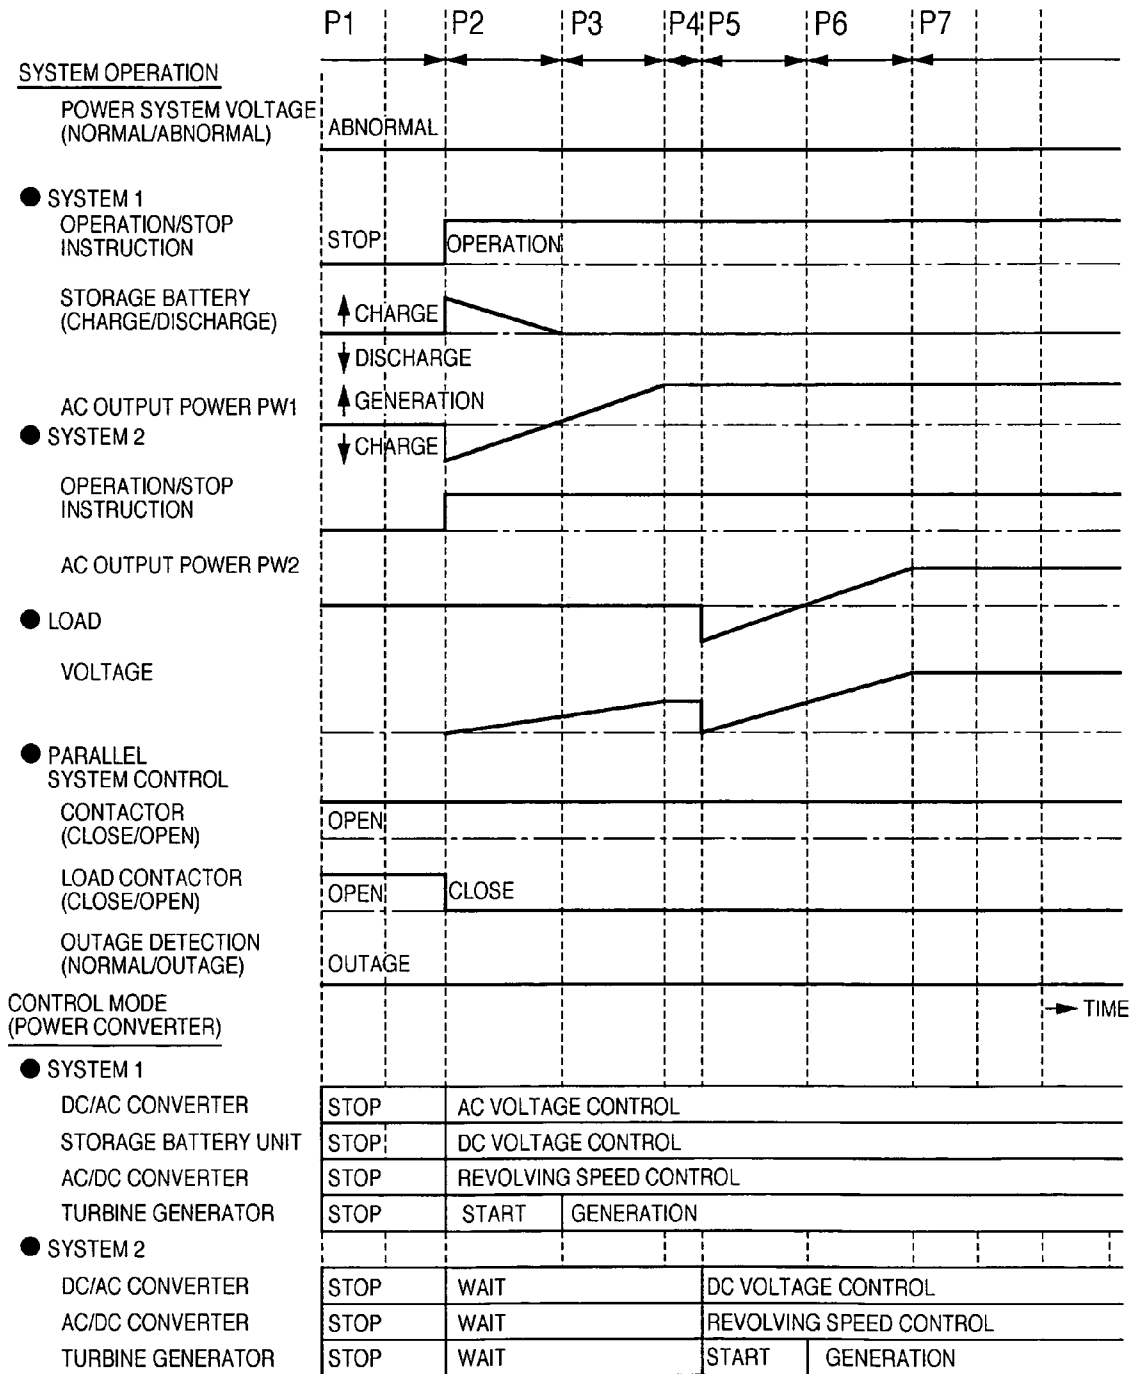 P1 P2 P3 P4 P5 P6 P7
SYSTEM OPERATION
POWER SYSTEM VOLTAGE
(NORMAL/ABNORMAL)
ABNORMAL
● SYSTEM 1
OPERATION/STOP
INSTRUCTION
STOP
OPERATION
STORAGE BATTERY
(CHARGE/DISCHARGE)
CHARGE
DISCHARGE
AC OUTPUT POWER PW1
GENERATION
CHARGE
● SYSTEM 2
OPERATION/STOP
INSTRUCTION
AC OUTPUT POWER PW2
● LOAD
VOLTAGE
● PARALLEL
SYSTEM CONTROL
CONTACTOR
(CLOSE/OPEN)
OPEN
LOAD CONTACTOR
(CLOSE/OPEN)
OPEN
CLOSE
OUTAGE DETECTION
(NORMAL/OUTAGE)
OUTAGE
TIME
CONTROL MODE
(POWER CONVERTER)
● SYSTEM 1
DC/AC CONVERTER STOP AC VOLTAGE CONTROL
STORAGE BATTERY UNIT STOP DC VOLTAGE CONTROL
AC/DC CONVERTER STOP REVOLVING SPEED CONTROL
TURBINE GENERATOR STOP START GENERATION
● SYSTEM 2
DC/AC CONVERTER STOP WAIT DC VOLTAGE CONTROL
AC/DC CONVERTER STOP WAIT REVOLVING SPEED CONTROL
TURBINE GENERATOR STOP WAIT START GENERATION